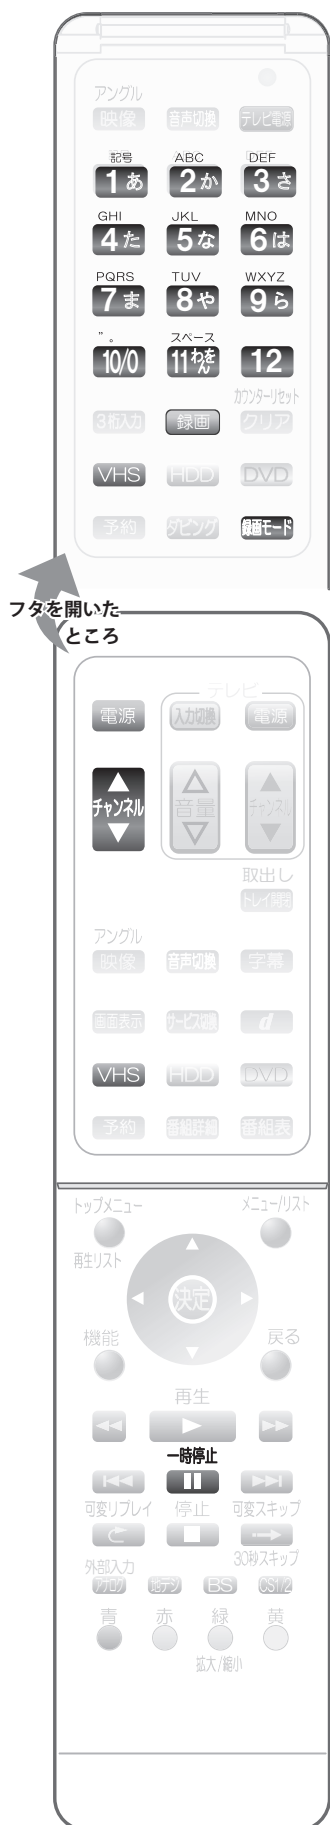 アングル
映像 音声切換 テレビ電源
記号 ABC DEF
1あ 2か 3さ
GHI JKL MNO
4た 5な 6は
PQRS TUV WXYZ
7ま 8や 9ら
"。 スペース
10/0 11わをん 12
カウンターリセット
3桁入力 録画 クリア
VHS HDD DVD
予約 ダビング 録画モード
フタを開いた
ところ
テレビ
電源 入力切換 電源
チャンネル 音量 チャンネル
取出し
トレイ開閉
アングル
映像 音声切換 字幕
画面表示 サービス切換 d
VHS HDD DVD
予約 番組詳細 番組表
トップメニュー メニュー/リスト
再生リスト
決定
機能 戻る
再生
一時停止
可変リプレイ 停止 可変スキップ
30秒スキップ
外部入力
アナログ 地デジ BS CS1/2
青 赤 緑 黄
拡大/縮小